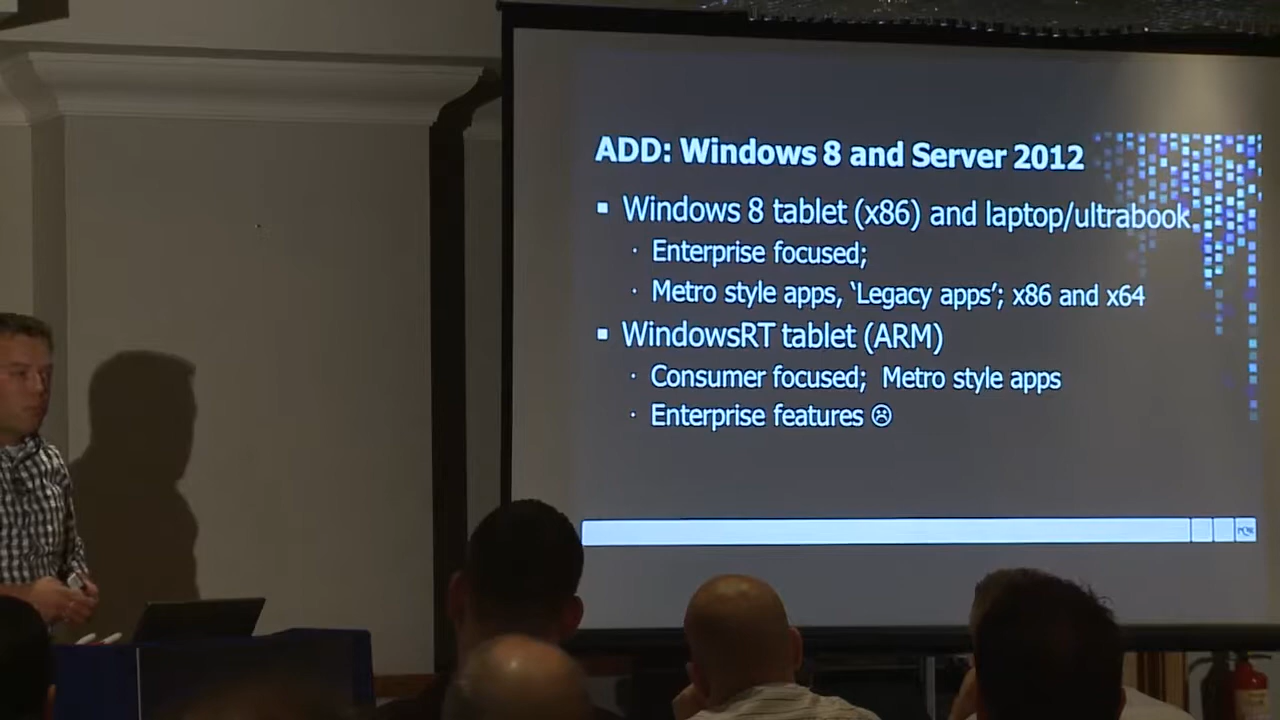 ADD: Windows 8 and Server 2012
▪ Windows 8 tablet (x86) and laptop/ultrabook
· Enterprise focused;
· Metro style apps, ‘Legacy apps’; x86 and x64
▪ WindowsRT tablet (ARM)
· Consumer focused; Metro style apps
· Enterprise features ☹